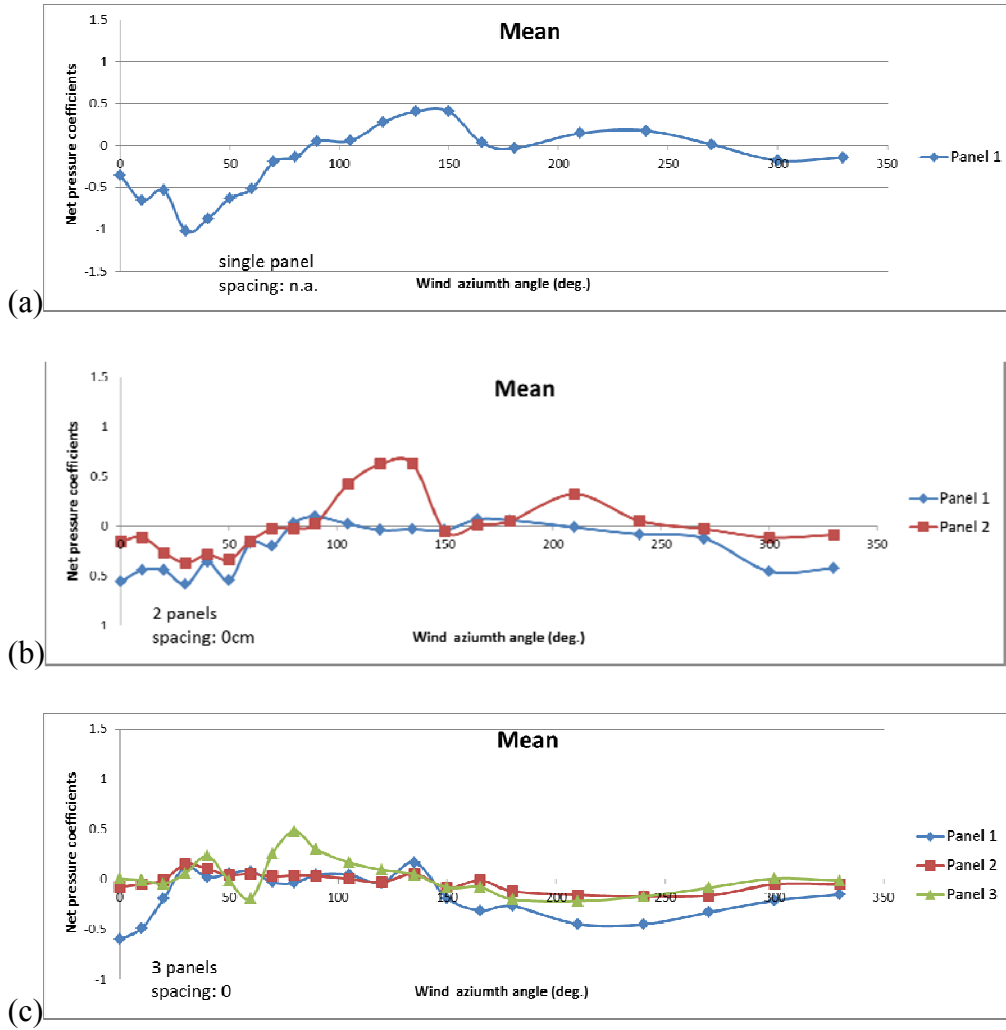 Mean
1.5
1
0.5
0
-0.5
-1
-1.5
0 50 100 150 200 250 300 350
Net pressure coefficients
Panel 1
single panel
spacing: n.a.
Wind aziumth angle (deg.)
(a)
Mean
1.5
1
0.5
0
0.5
1
0 50 100 150 200 250 300 350
Net pressure coefficients
Panel 1
Panel 2
2 panels
spacing: 0cm
Wind aziumth angle (deg.)
(b)
Mean
1.5
1
0.5
0
-0.5
-1
0 50 100 150 200 250 300 350
Net pressure coefficients
Panel 1
Panel 2
Panel 3
3 panels
spacing: 0
Wind aziumth angle (deg.)
(c)